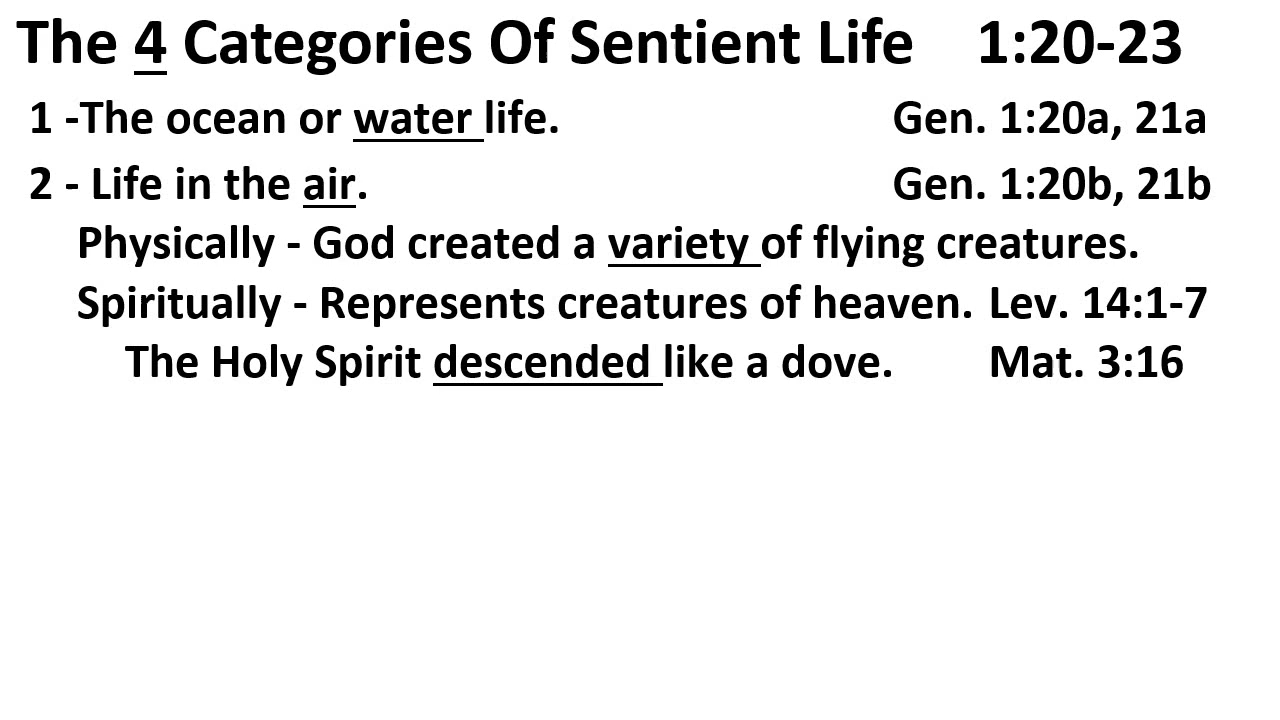 The 4 Categories Of Sentient Life 1:20-23
1 -The ocean or water life. Gen. 1:20a, 21a
2 - Life in the air. Gen. 1:20b, 21b
Physically - God created a variety of flying creatures.
Spiritually - Represents creatures of heaven. Lev. 14:1-7
The Holy Spirit descended like a dove. Mat. 3:16